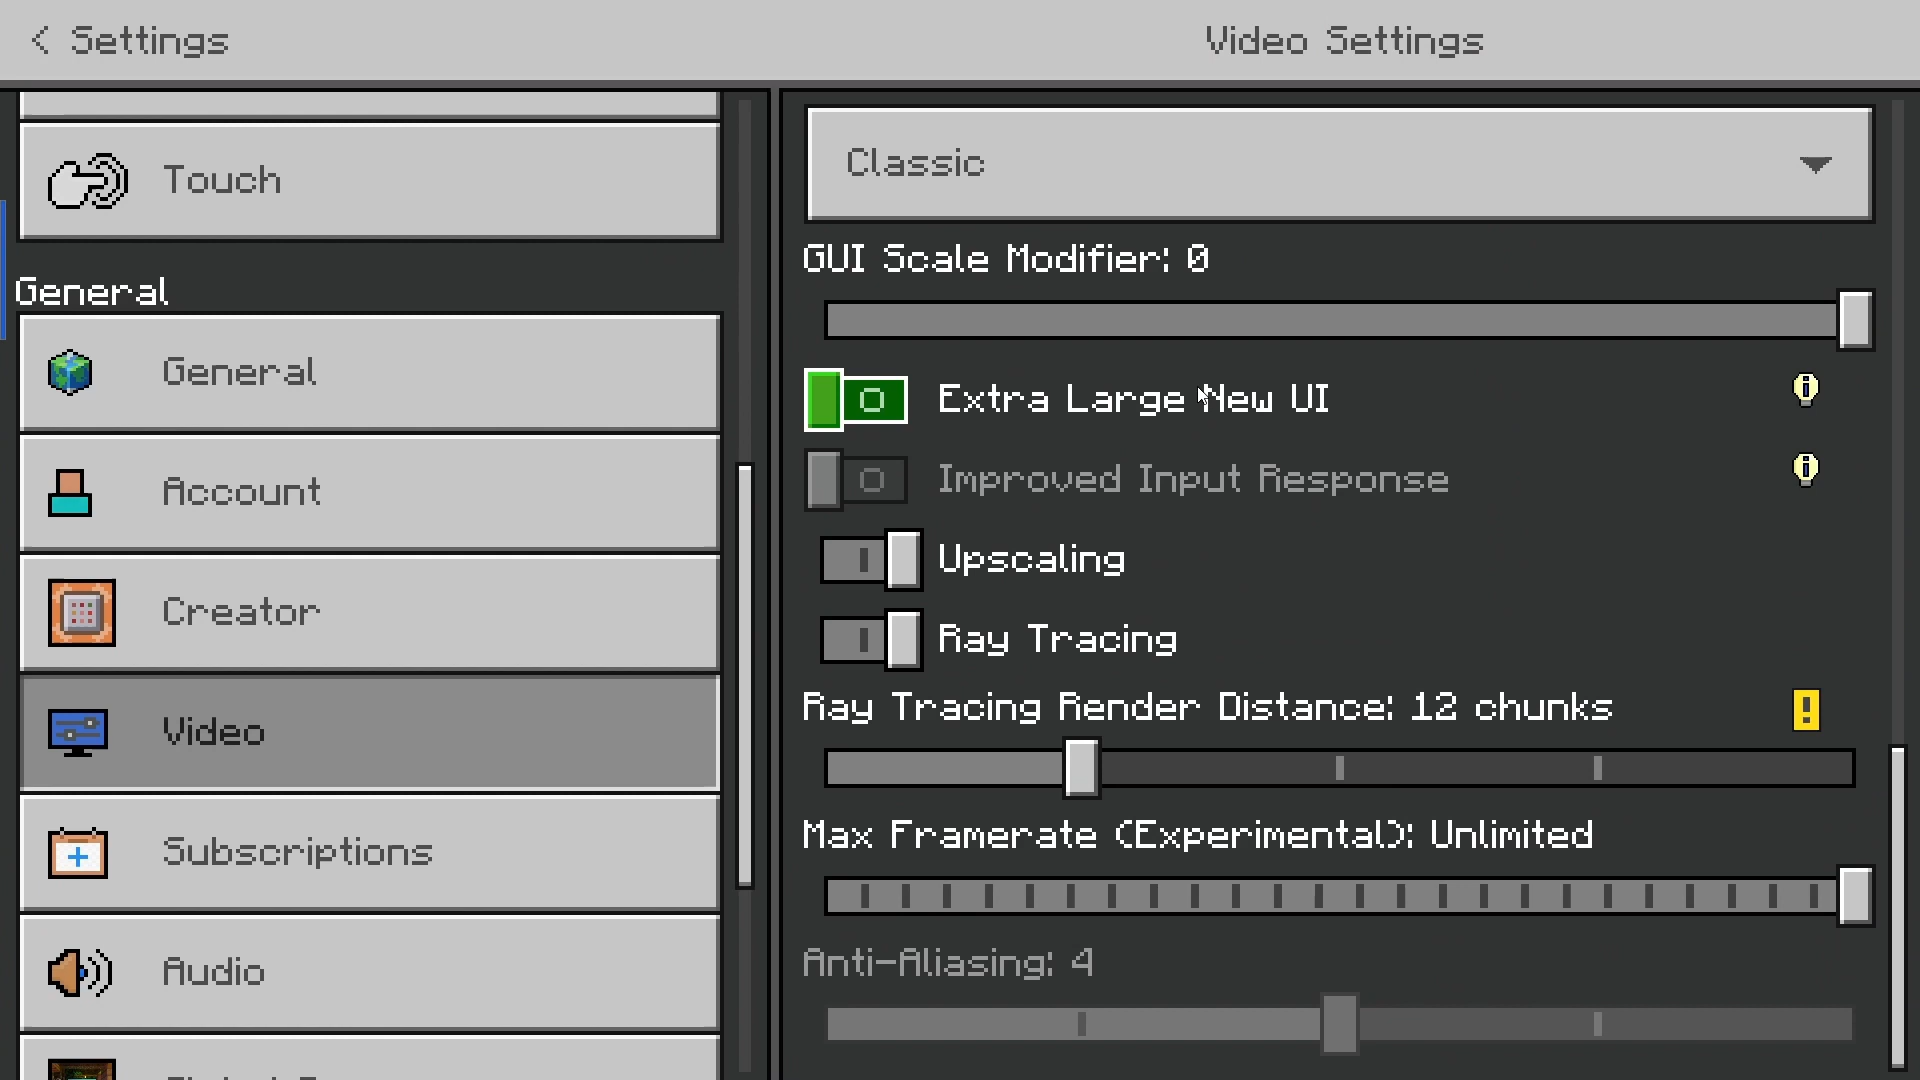 Settings
Video Settings
Touch
General
General
Account
Creator
Video
Subscriptions
Audio
Classic
GUI Scale Modifier: 0
Extra Large New UI
Improved Input Response
Upscaling
Ray Tracing
Ray Tracing Render Distance: 12 chunks
Max Framerate (Experimental): Unlimited
Anti-Aliasing: 4